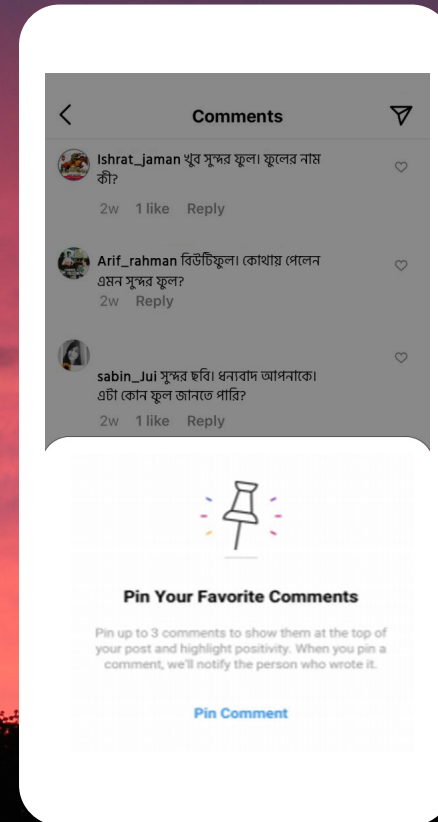 Comments
Ishrat_jaman খুব সুন্দর ফুল। ফুলের নাম
কী?
2w 1 like Reply
Arif_rahman বিউটিফুল। কোথায় পেলেন
এমন সুন্দর ফুল?
2w Reply
sabin_Jui সুন্দর ছবি। ধন্যবাদ আপনাকে।
এটা কোন ফুল জানতে পারি?
2w 1 like Reply
Pin Your Favorite Comments
Pin up to 3 comments to show them at the top of
your post and highlight positivity. When you pin a
comment, we'll notify the person who wrote it.
Pin Comment